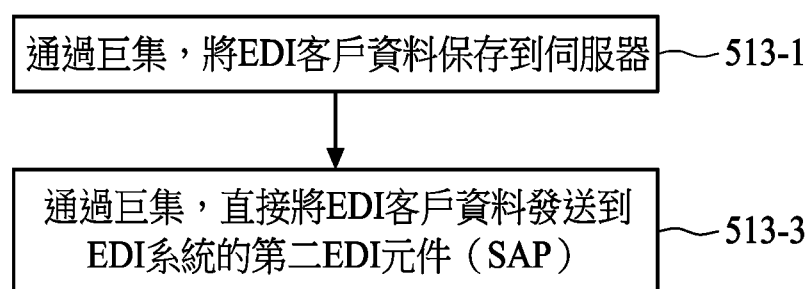 通過巨集，將EDI客戶資料保存到伺服器
513-1
通過巨集，直接將EDI客戶資料發送到
EDI系統的第二EDI元件（SAP）
513-3